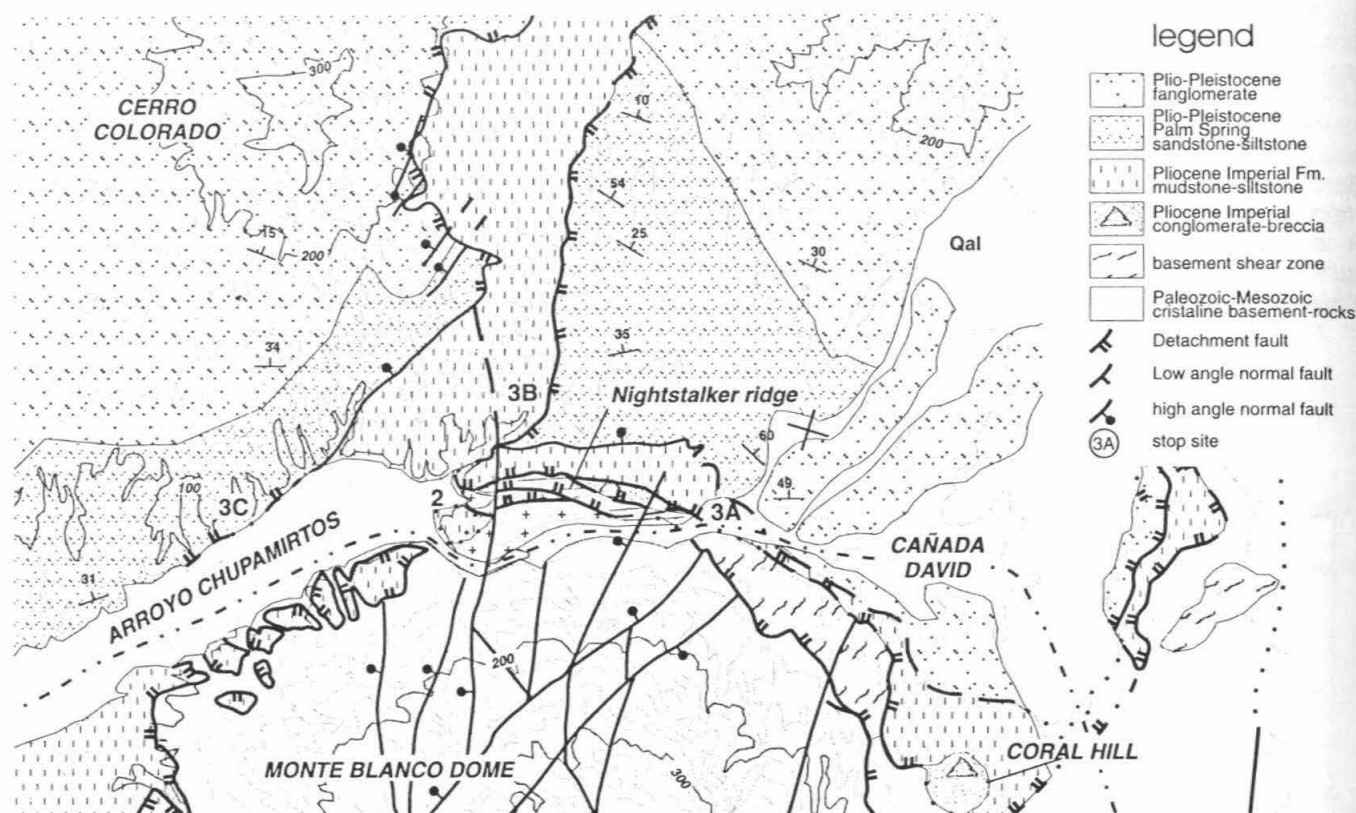 legend
Plio-Pleistocene
fanglomerate
Plio-Pleistocene
Palm Spring
sandstone-siltstone
Pliocene Imperial Fm.
mudstone-siltstone
Pliocene Imperial
conglomerate-breccia
basement shear zone
Paleozoic-Mesozoic
cristaline basement-rocks
Detachment fault
Low angle normal fault
high angle normal fault
3A stop site
300
CERRO
COLORADO
10
200
54
15
200
25
30
Qal
1
34
35
3B
Nightstalker ridge
60
49
100
3C
2
3A
31
ARROYO CHUPAMIRTOS
CAÑADA
DAVID
200
MONTE BLANCO DOME
300
CORAL HILL